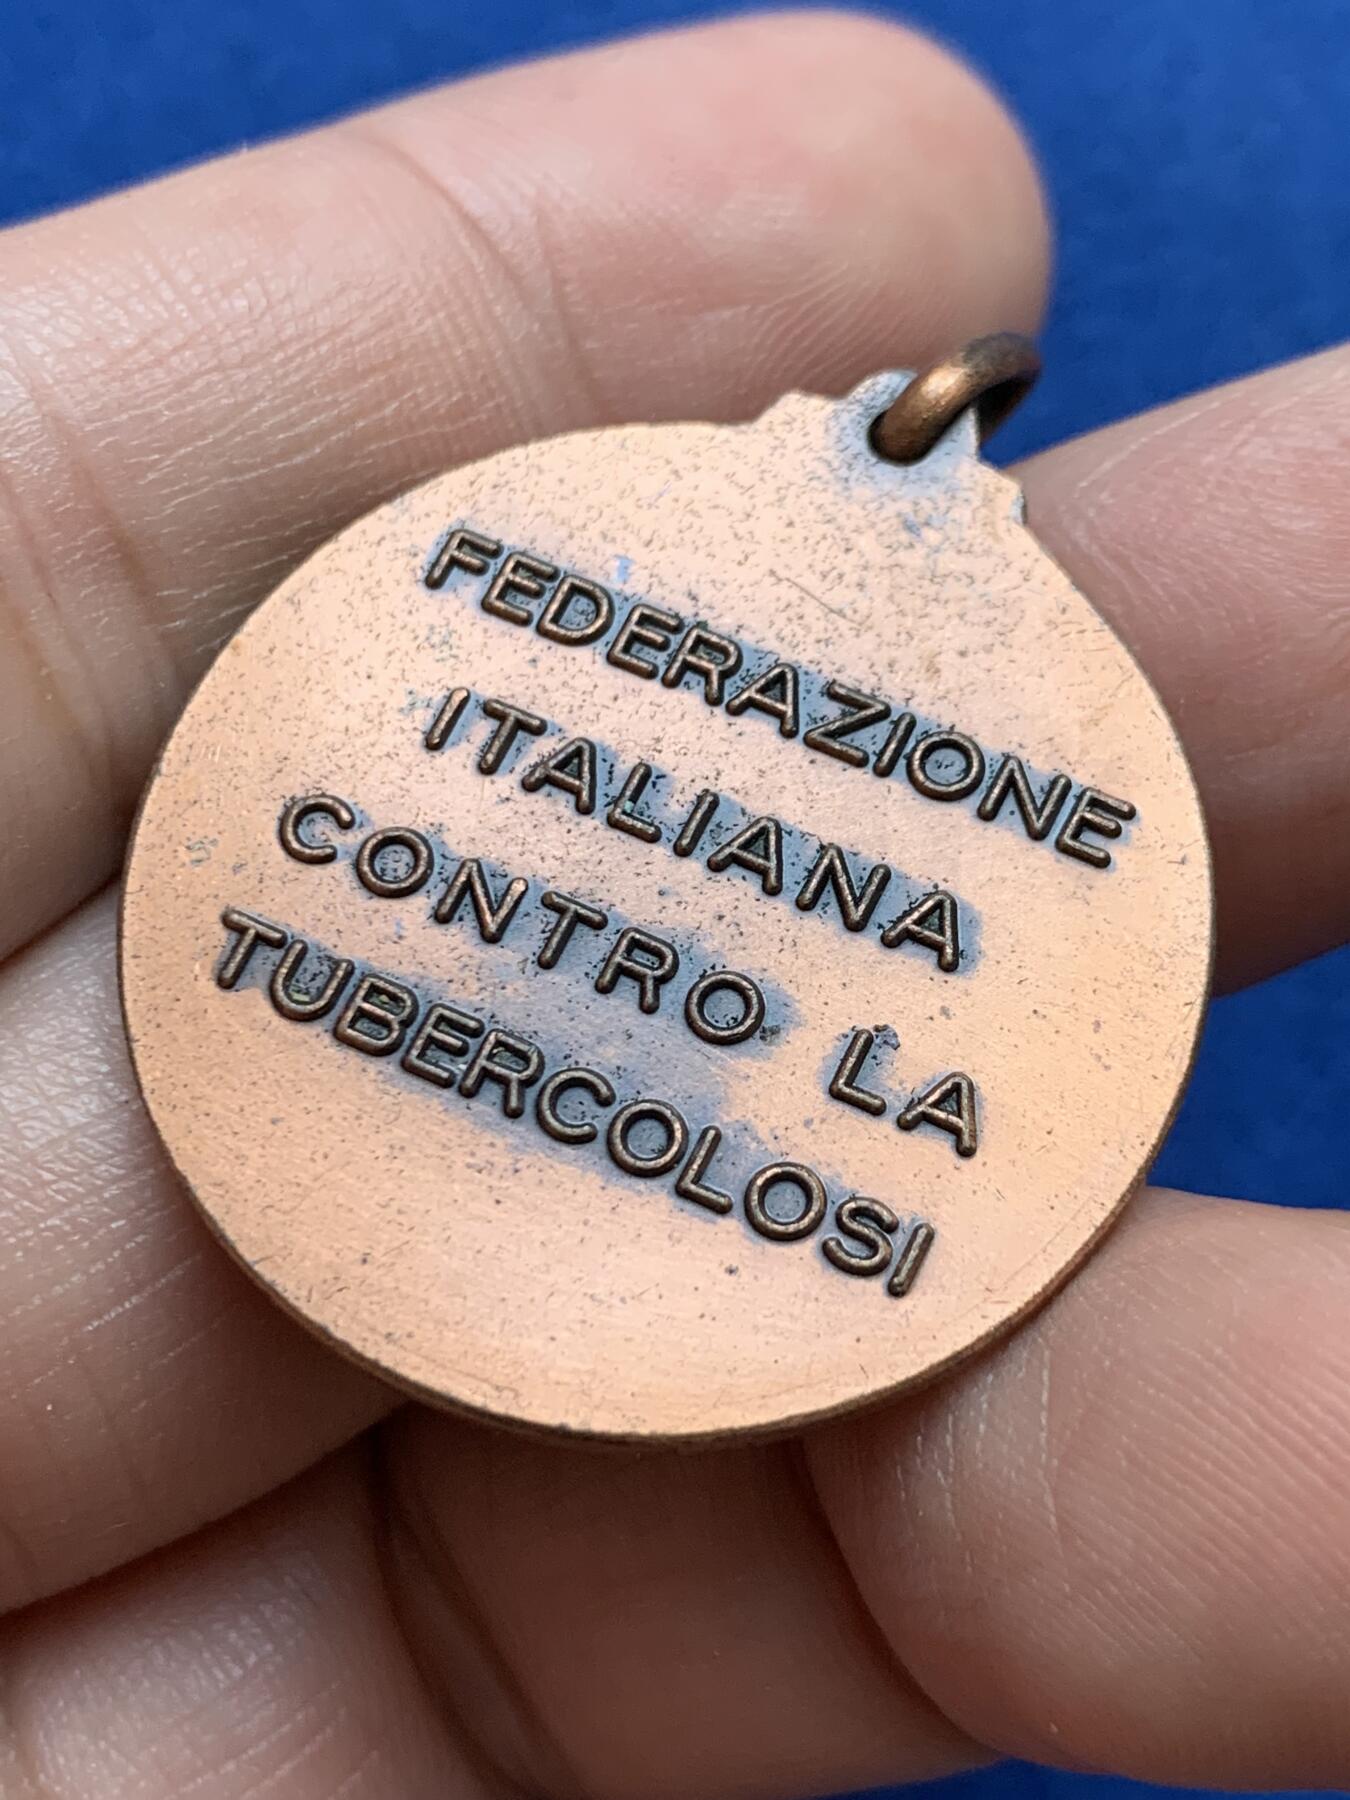 FEDERAZIONE
ITALIANA
CONTRO LA
TUBERCOLOSI